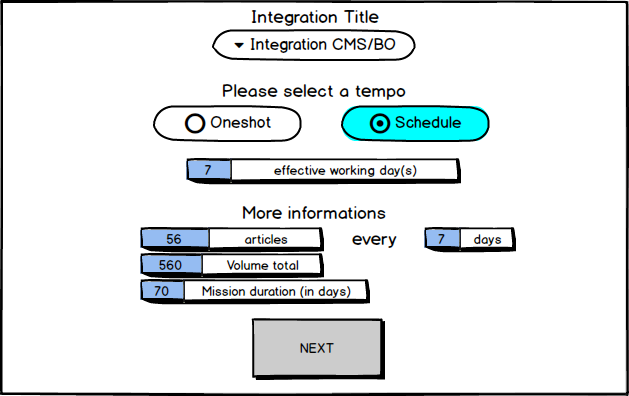 Integration Title
Integration CMS/BO
Please select a tempo
Oneshot Schedule
7 effective working day(s)
More informations
56 articles every 7 days
560 Volume total
70 Mission duration (in days)
NEXT